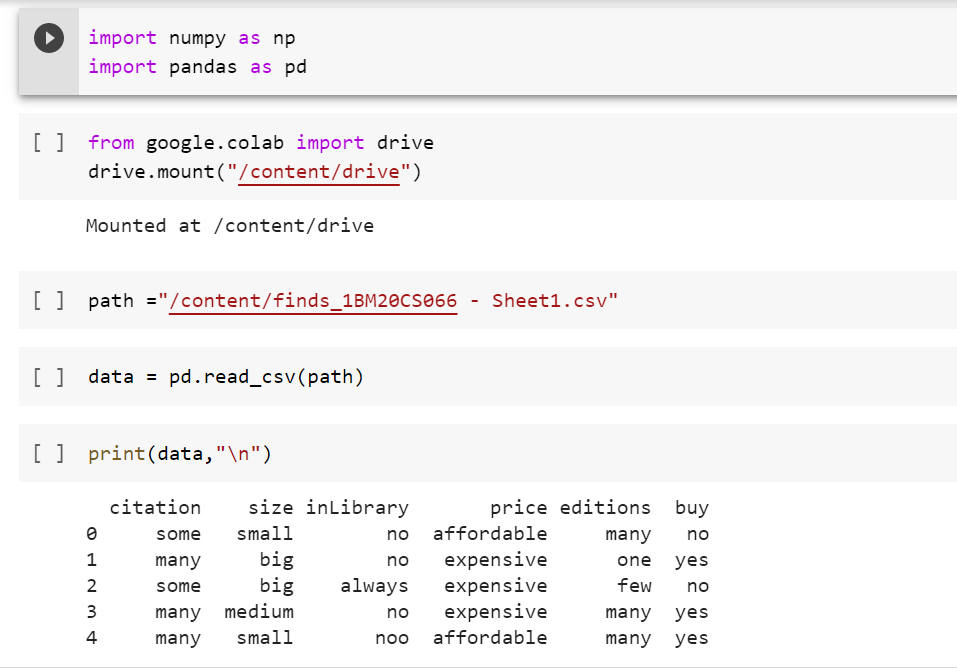 import numpy as np
import pandas as pd
[ ] from google.colab import drive
drive.mount("/content/drive")
Mounted at /content/drive
[ ] path ="/content/finds_1BM20CS066 - Sheet1.csv"
[ ] data = pd.read_csv(path)
[ ] print(data,"\n")
citation size inLibrary price editions buy
0 some small no affordable many no
1 many big no expensive one yes
2 some big always expensive few no
3 many medium no expensive many yes
4 many small noo affordable many yes